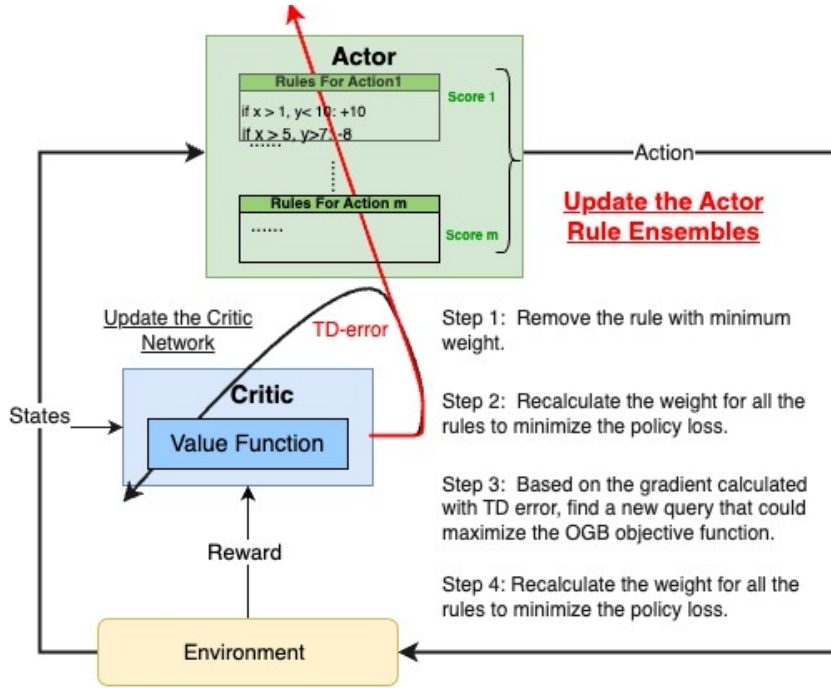 Actor
Rules For Action1
Score 1
if x > 1, y< 10: +10
if x > 5, y>7: -8
......
......
Rules For Action m
......
Score m
Action
Update the Actor
Rule Ensembles
Update the Critic
Network
TD-error
Critic
Value Function
States
Reward
Environment
Step 1: Remove the rule with minimum
weight.
Step 2: Recalculate the weight for all the
rules to minimize the policy loss.
Step 3: Based on the gradient calculated
with TD error, find a new query that could
maximize the OGB objective function.
Step 4: Recalculate the weight for all the
rules to minimize the policy loss.